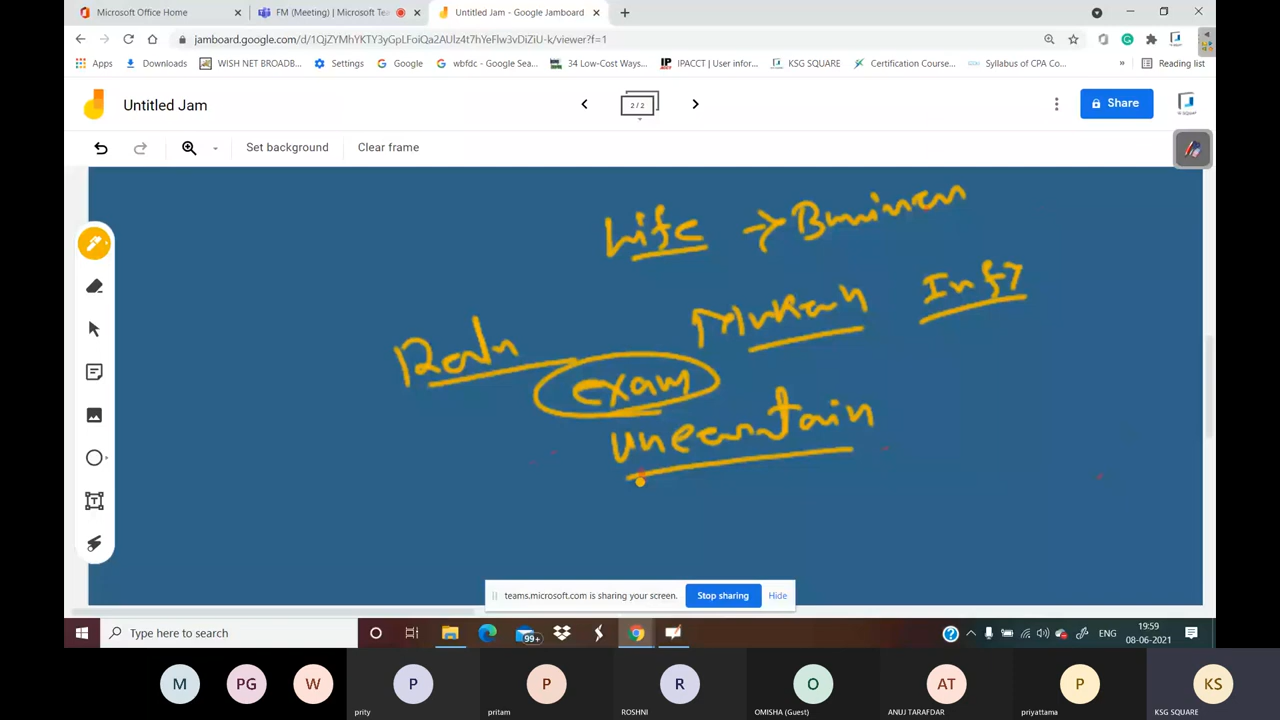 Microsoft Office Home
FM (Meeting) | Microsoft Tea
Untitled Jam - Google Jamboard
jamboard.google.com/d/1QjZYMhYKTY3yGpLFoiQa2AUlz4t7hYeFlw3vDiZiU-k/viewer?f=1
Apps Downloads WISH NET BROADB... Settings Google wbfdc - Google Sea... 34 Low-Cost Ways... IPACCT | User infor... KSG SQUARE Certification Course... Syllabus of CPA Co... » Reading list
Untitled Jam
2 / 2
Share
Set background Clear frame
Life → Business
exam
uncertain
teams.microsoft.com is sharing your screen. Stop sharing Hide
Type here to search
99+
ENG
19:59
08-06-2021
M PG W P P R O AT P KS
prity pritam ROSHNI OMISHA (Guest) ANUJ TARAFDAR priyattama KSG SQUARE